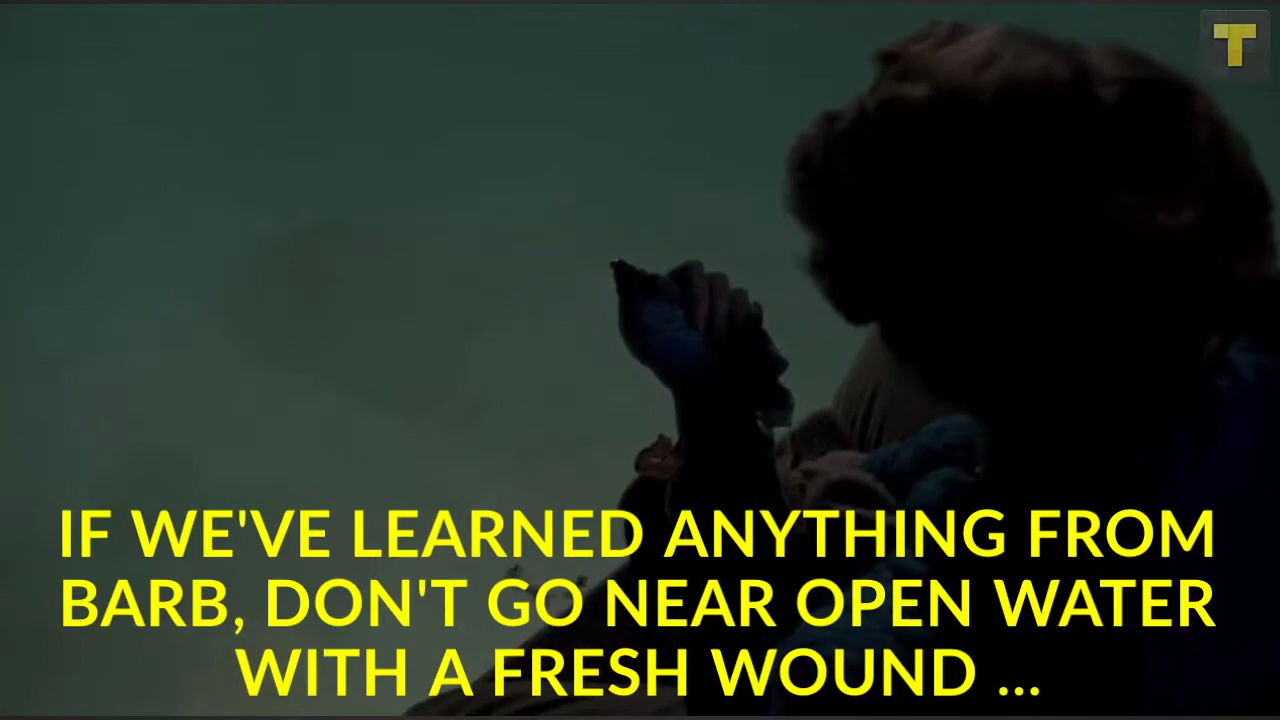 T
IF WE'VE LEARNED ANYTHING FROM
BARB, DON'T GO NEAR OPEN WATER
WITH A FRESH WOUND ...